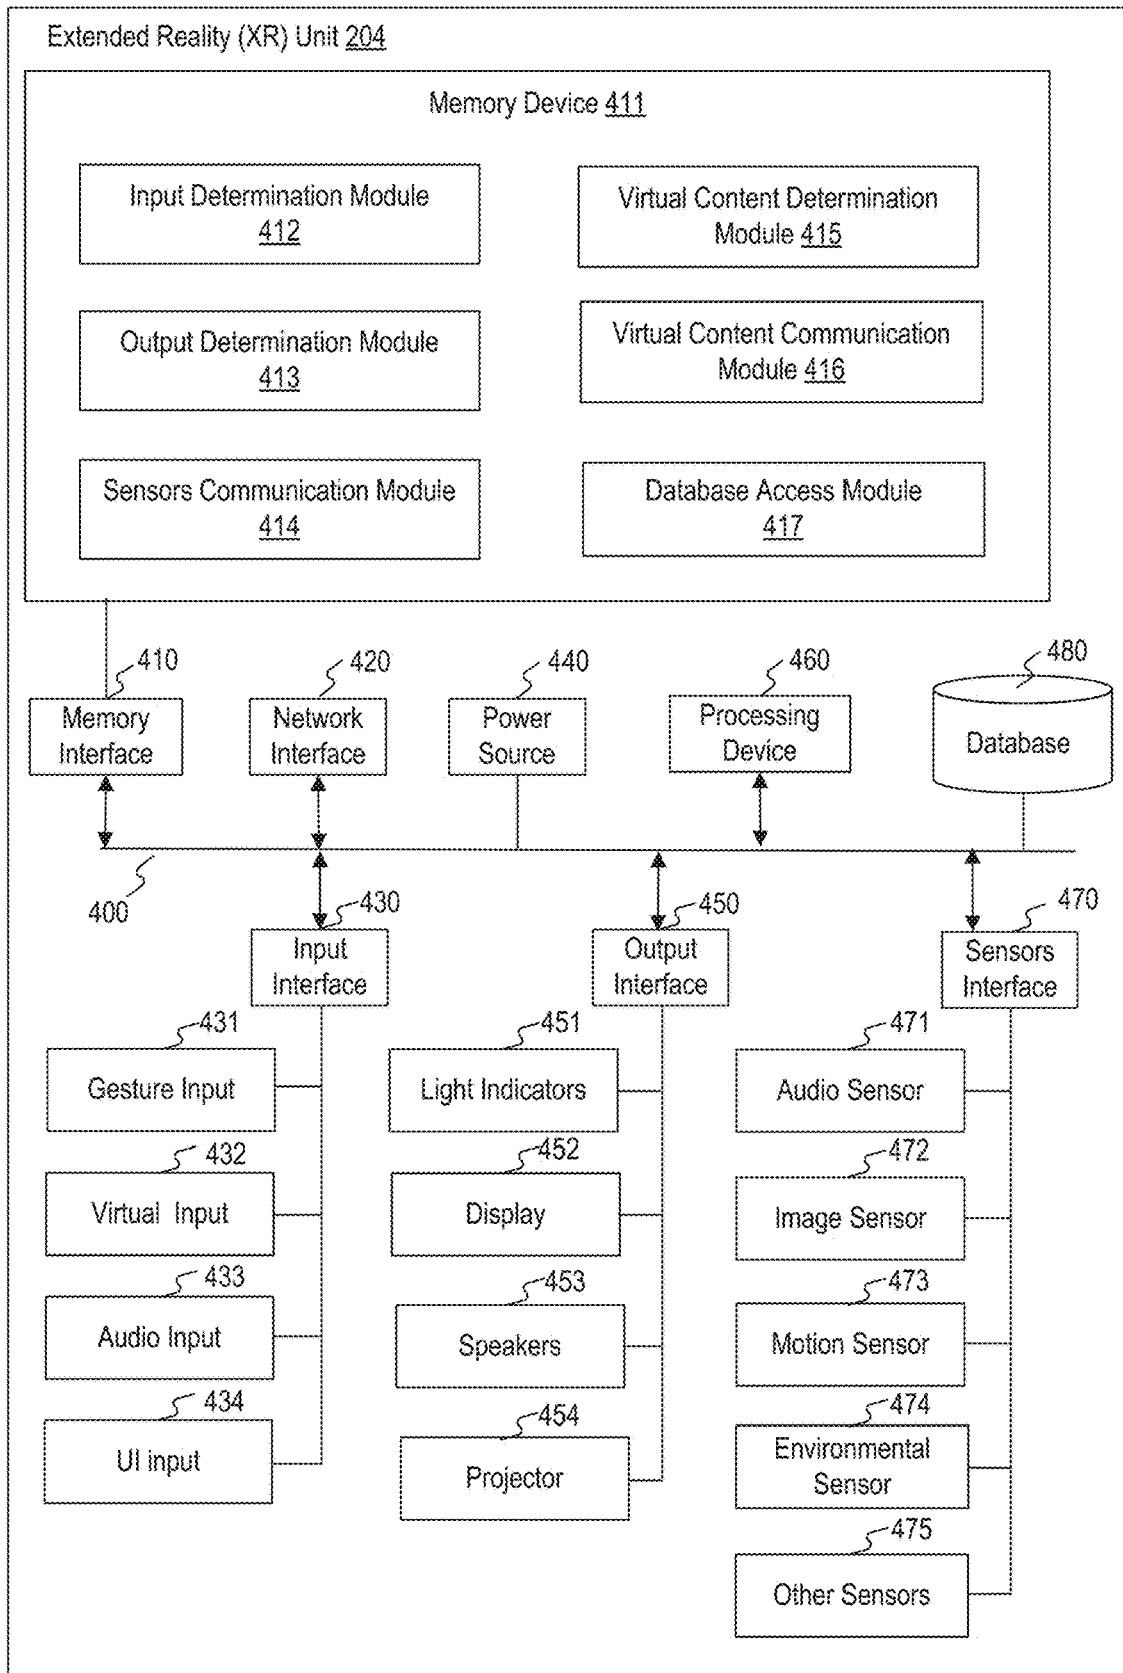 Extended Reality (XR) Unit 204
Memory Device 411
Input Determination Module
412
Virtual Content Determination
Module 415
Output Determination Module
413
Virtual Content Communication
Module 416
Sensors Communication Module
414
Database Access Module
417
410
Memory
Interface
420
Network
Interface
440
Power
Source
460
Processing
Device
480
Database
400
430
Input
Interface
450
Output
Interface
470
Sensors
Interface
431
Gesture Input
432
Virtual Input
433
Audio Input
434
UI input
451
Light Indicators
452
Display
453
Speakers
454
Projector
471
Audio Sensor
472
Image Sensor
473
Motion Sensor
474
Environmental
Sensor
475
Other Sensors